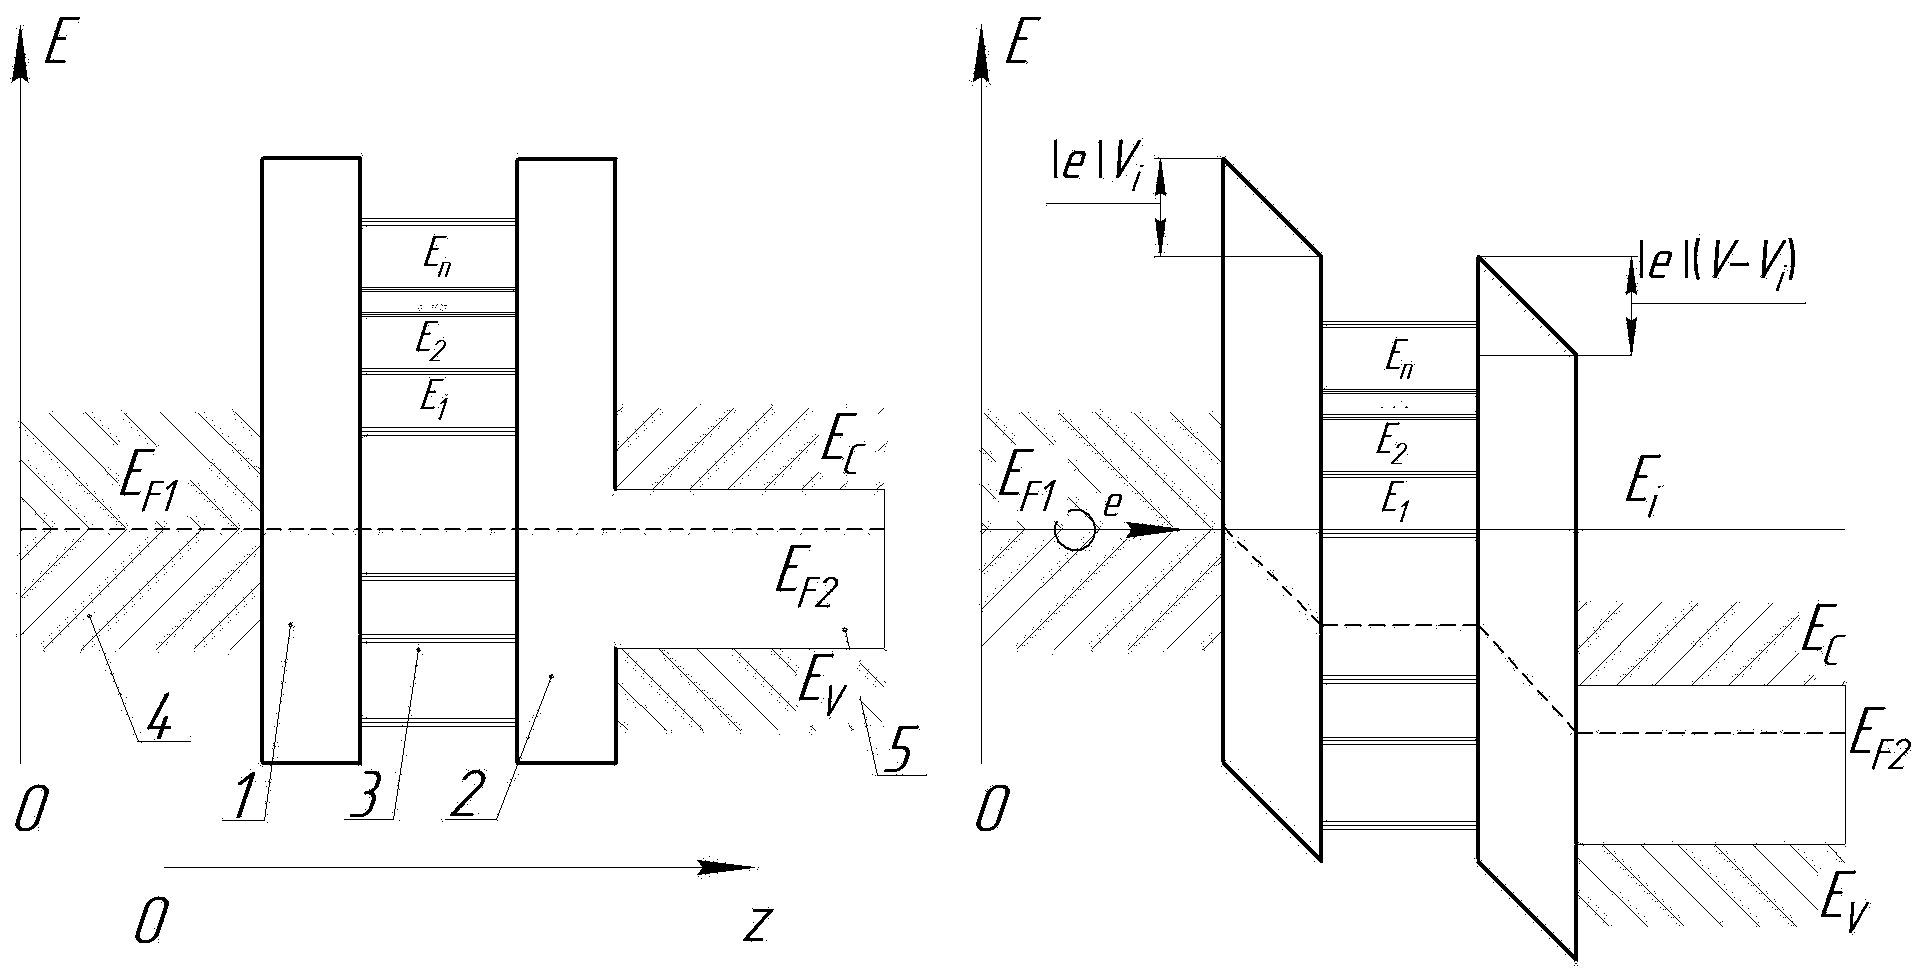 E
E_n
...
E_2
E_1
E_F1
E_C
E_F2
E_V
4
1
3
2
5
0
0
z
E
|e|V_i
|e|(V-V_i)
E_n
...
E_2
E_F1
e
E_1
E_i
E_C
E_F2
0
E_V